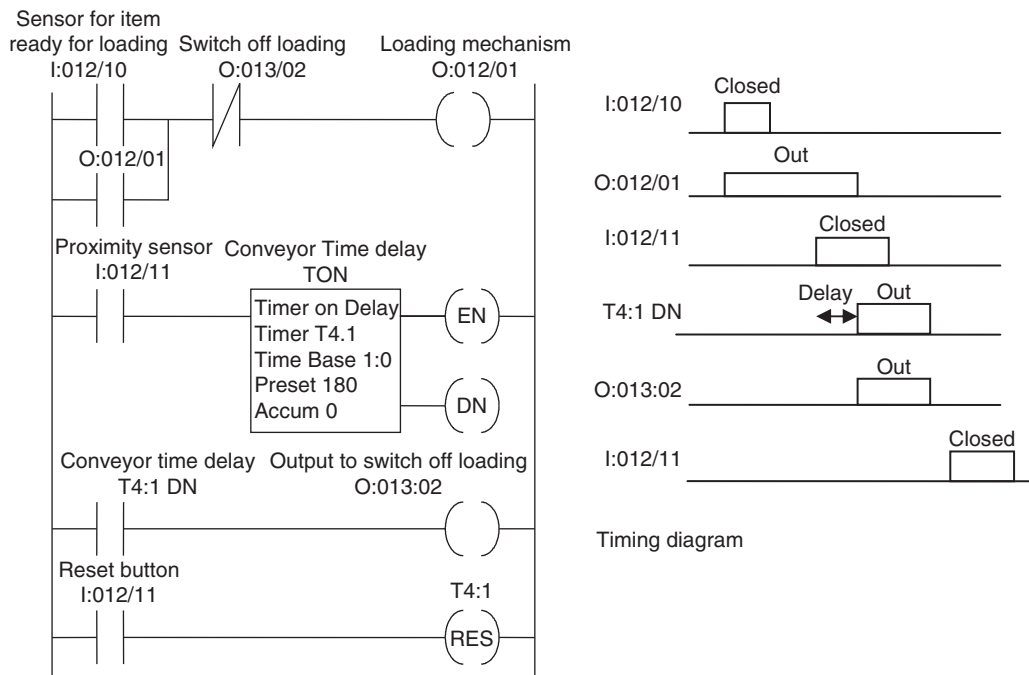 Sensor for item
ready for loading
I:012/10
Switch off loading
O:013/02
Loading mechanism
O:012/01
O:012/01
Proximity sensor
I:012/11
Conveyor Time delay
TON
Timer on Delay
Timer T4.1
Time Base 1:0
Preset 180
Accum 0
EN
DN
Conveyor time delay
T4:1 DN
Output to switch off loading
O:013:02
Reset button
I:012/11
T4:1
RES
I:012/10
Closed
O:012/01
Out
I:012/11
Closed
T4:1 DN
Delay
Out
O:013:02
Out
I:012/11
Closed
Timing diagram